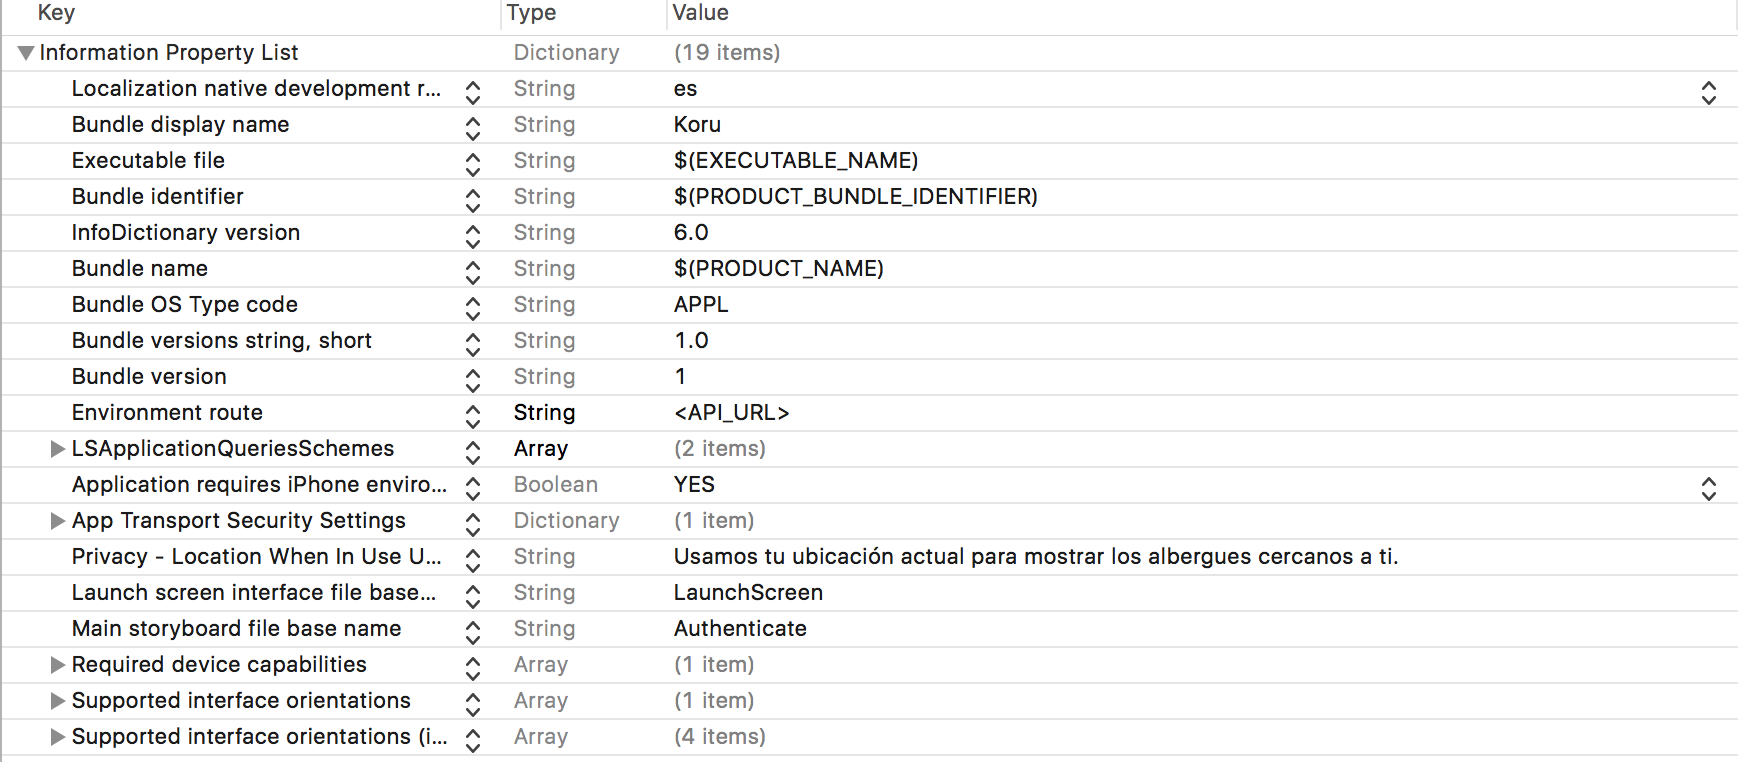 Key Type Value
Information Property List Dictionary (19 items)
Localization native development r... String es
Bundle display name String Koru
Executable file String $(EXECUTABLE_NAME)
Bundle identifier String $(PRODUCT_BUNDLE_IDENTIFIER)
InfoDictionary version String 6.0
Bundle name String $(PRODUCT_NAME)
Bundle OS Type code String APPL
Bundle versions string, short String 1.0
Bundle version String 1
Environment route String <API_URL>
LSApplicationQueriesSchemes Array (2 items)
Application requires iPhone enviro... Boolean YES
App Transport Security Settings Dictionary (1 item)
Privacy - Location When In Use U... String Usamos tu ubicación actual para mostrar los albergues cercanos a ti.
Launch screen interface file base... String LaunchScreen
Main storyboard file base name String Authenticate
Required device capabilities Array (1 item)
Supported interface orientations Array (1 item)
Supported interface orientations (i... Array (4 items)